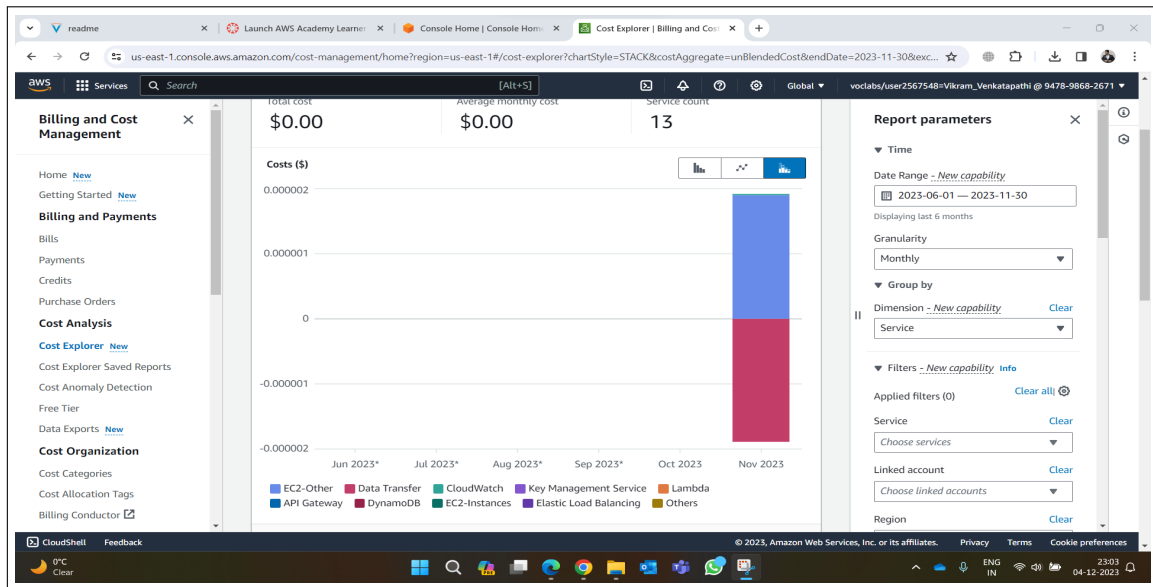 readme
Launch AWS Academy Learner
Console Home | Console Home
Cost Explorer | Billing and Cost
us-east-1.console.aws.amazon.com/cost-management/home?region=us-east-1#/cost-explorer?chartStyle=STACK&costAggregate=unBlendedCost&endDate=2023-11-30&exc...
aws
Services
Search
[Alt+S]
Global
voclabs/user2567548=Vikram_Venkatapathi @ 9478-9868-2671
Billing and Cost
Management
Home New
Getting Started New
Billing and Payments
Bills
Payments
Credits
Purchase Orders
Cost Analysis
Cost Explorer New
Cost Explorer Saved Reports
Cost Anomaly Detection
Free Tier
Data Exports New
Cost Organization
Cost Categories
Cost Allocation Tags
Billing Conductor
Total cost
$0.00
Average monthly cost
$0.00
Service count
13
Costs ($)
0.000002
0.000001
0
-0.000001
-0.000002
Jun 2023* Jul 2023* Aug 2023* Sep 2023* Oct 2023 Nov 2023
EC2-Other Data Transfer CloudWatch Key Management Service Lambda
API Gateway DynamoDB EC2-Instances Elastic Load Balancing Others
Report parameters
Time
Date Range - New capability
2023-06-01 — 2023-11-30
Displaying last 6 months
Granularity
Monthly
Group by
Dimension - New capability Clear
Service
Filters - New capability Info
Applied filters (0) Clear all
Service Clear
Choose services
Linked account Clear
Choose linked accounts
Region Clear
CloudShell Feedback
© 2023, Amazon Web Services, Inc. or its affiliates. Privacy Terms Cookie preferences
0°C
Clear
ENG
IN
23:03
04-12-2023